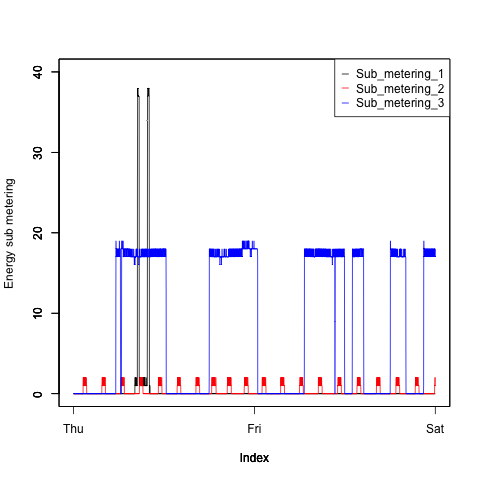 Sub_metering_1
Sub_metering_2
Sub_metering_3
Energy sub metering
40
30
20
10
0
Thu
Fri
Sat
Index